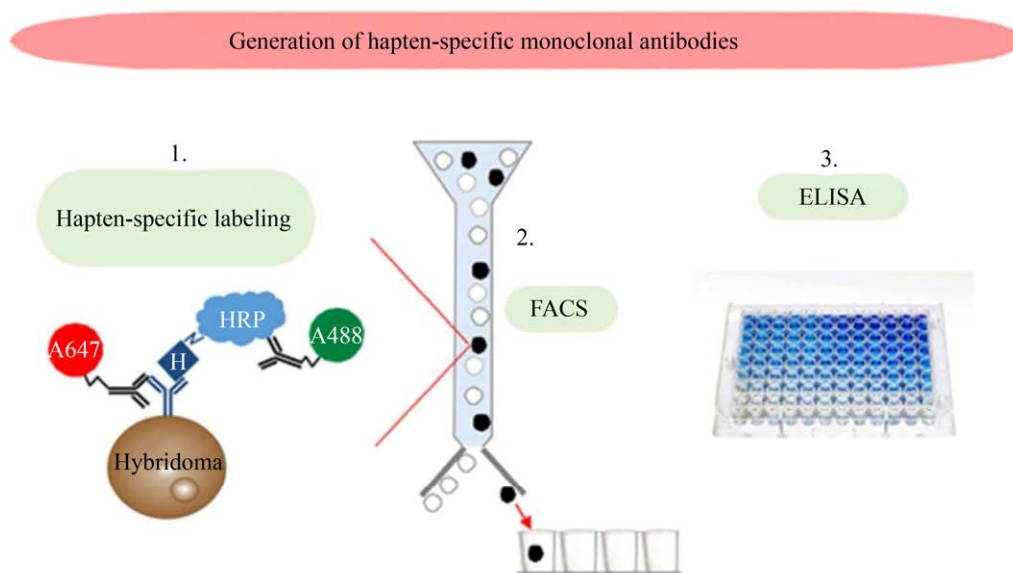 Generation of hapten-specific monoclonal antibodies
1.
Hapten-specific labeling
A647
H
HRP
A488
Hybridoma
2.
FACS
3.
ELISA